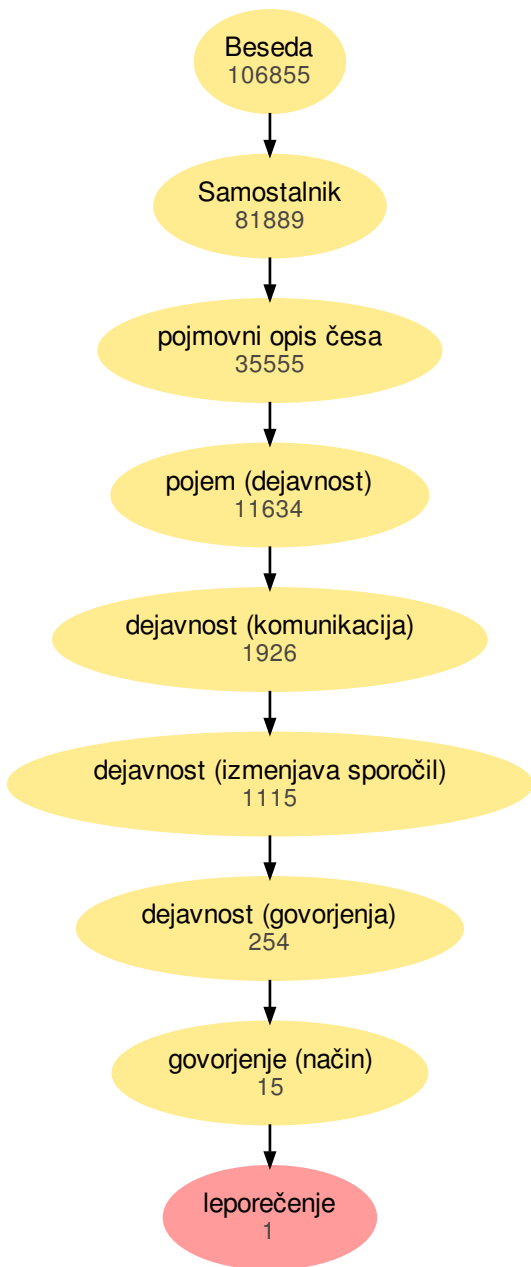 Beseda
106855
Samostalnik
81889
pojmovni opis česa
35555
pojem (dejavnost)
11634
dejavnost (komunikacija)
1926
dejavnost (izmenjava sporočil)
1115
dejavnost (govorjenja)
254
govorjenje (način)
15
leporečenje
1